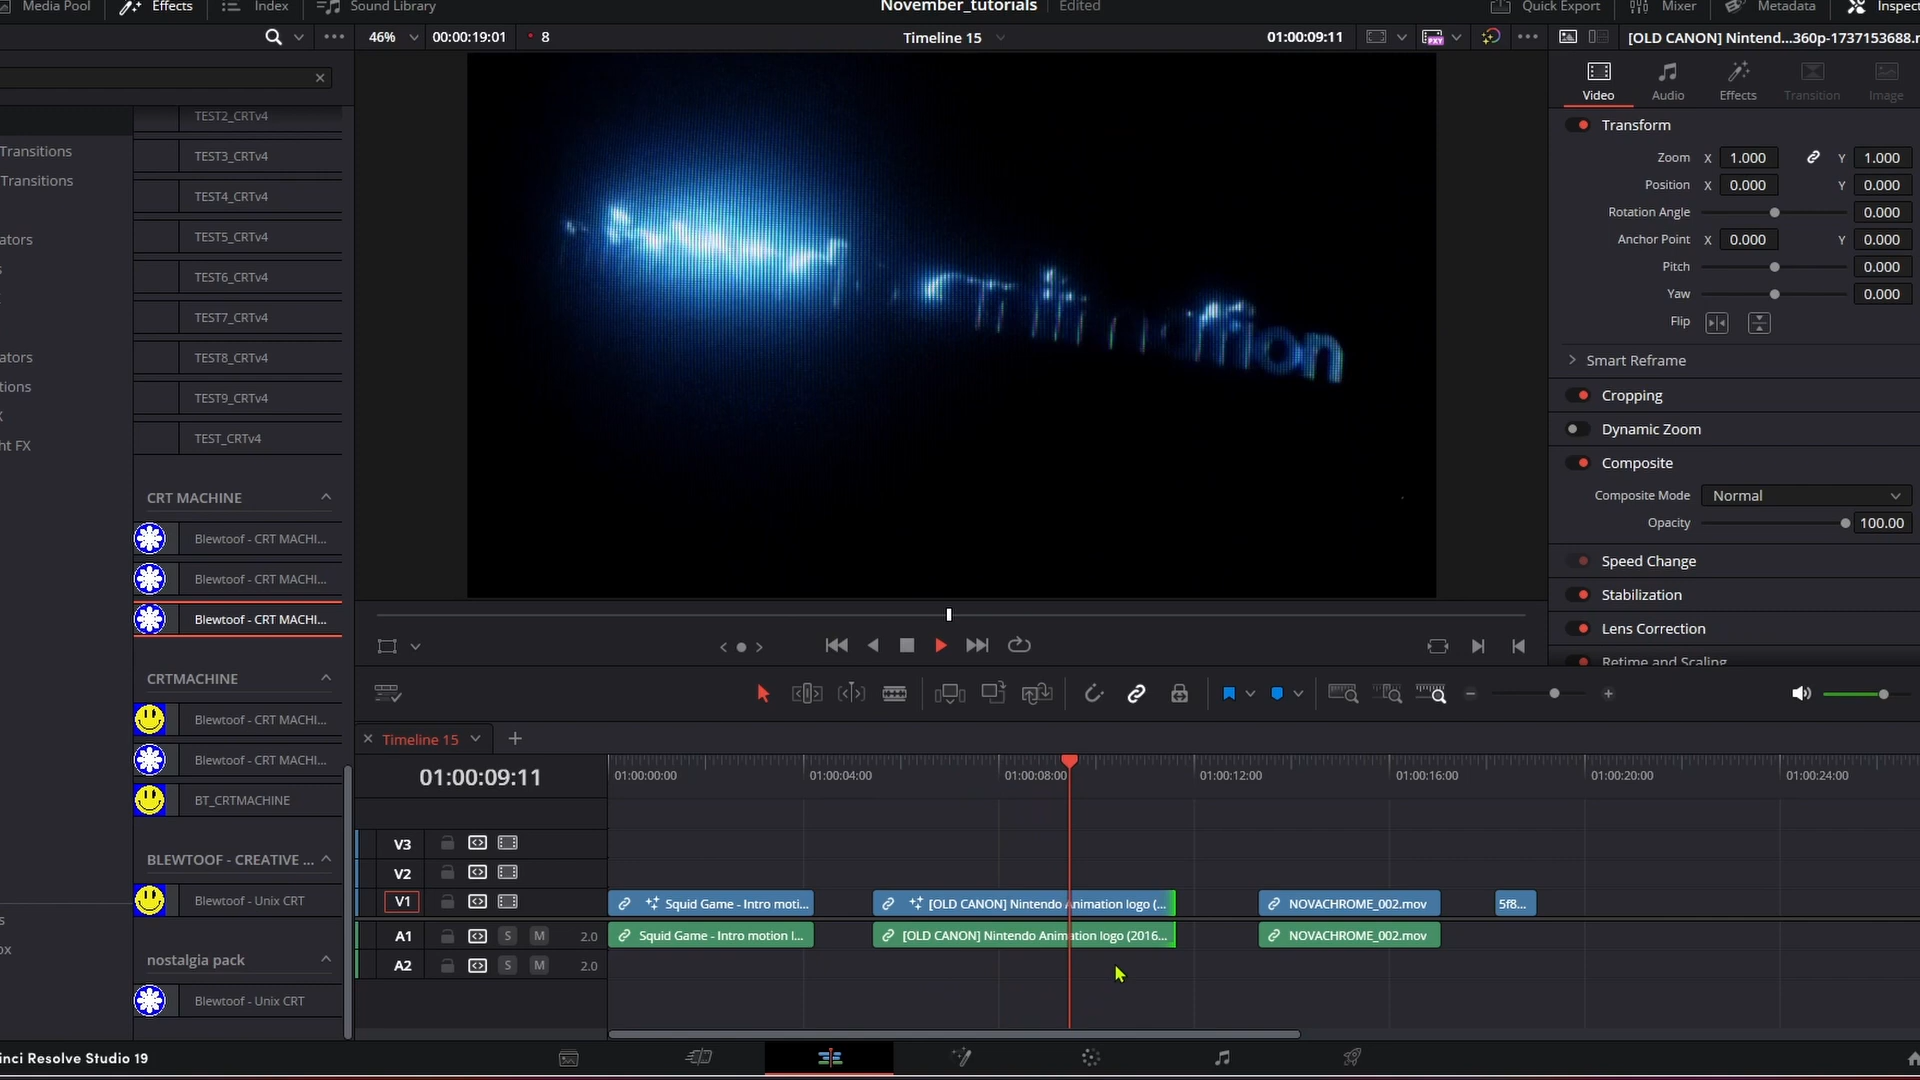 Media Pool
Effects
Index
Sound Library
November_tutorials
Edited
Quick Export
Mixer
Metadata
Inspect
46%
00:00:19:01
8
Timeline 15
01:00:09:11
[OLD CANON] Nintend...360p-1737153688.m
Video
Audio
Effects
Transition
Image
Transform
Zoom X 1.000 Y 1.000
Position X 0.000 Y 0.000
Rotation Angle 0.000
Anchor Point X 0.000 Y 0.000
Pitch 0.000
Yaw 0.000
Flip
Smart Reframe
Cropping
Dynamic Zoom
Composite
Composite Mode Normal
Opacity 100.00
Speed Change
Stabilization
Lens Correction
Retime and Scaling
Transitions
Transitions
ators
s
ators
tions
X
ht FX
s
ox
TEST2_CRTv4
TEST3_CRTv4
TEST4_CRTv4
TEST5_CRTv4
TEST6_CRTv4
TEST7_CRTv4
TEST8_CRTv4
TEST9_CRTv4
TEST_CRTv4
CRT MACHINE
Blewtoof - CRT MACHI...
Blewtoof - CRT MACHI...
Blewtoof - CRT MACHI...
CRTMACHINE
Blewtoof - CRT MACHI...
Blewtoof - CRT MACHI...
BT_CRTMACHINE
BLEWTOOF - CREATIVE ...
Blewtoof - Unix CRT
nostalgia pack
Blewtoof - Unix CRT
Timeline 15
01:00:09:11
01:00:00:00
01:00:04:00
01:00:08:00
01:00:12:00
01:00:16:00
01:00:20:00
01:00:24:00
V3
V2
V1
Squid Game - Intro moti...
[OLD CANON] Nintendo Animation logo (...
NOVACHROME_002.mov
5f8...
A1 S M 2.0
Squid Game - Intro motion l...
[OLD CANON] Nintendo Animation logo (2016...
NOVACHROME_002.mov
A2 S M 2.0
inci Resolve Studio 19